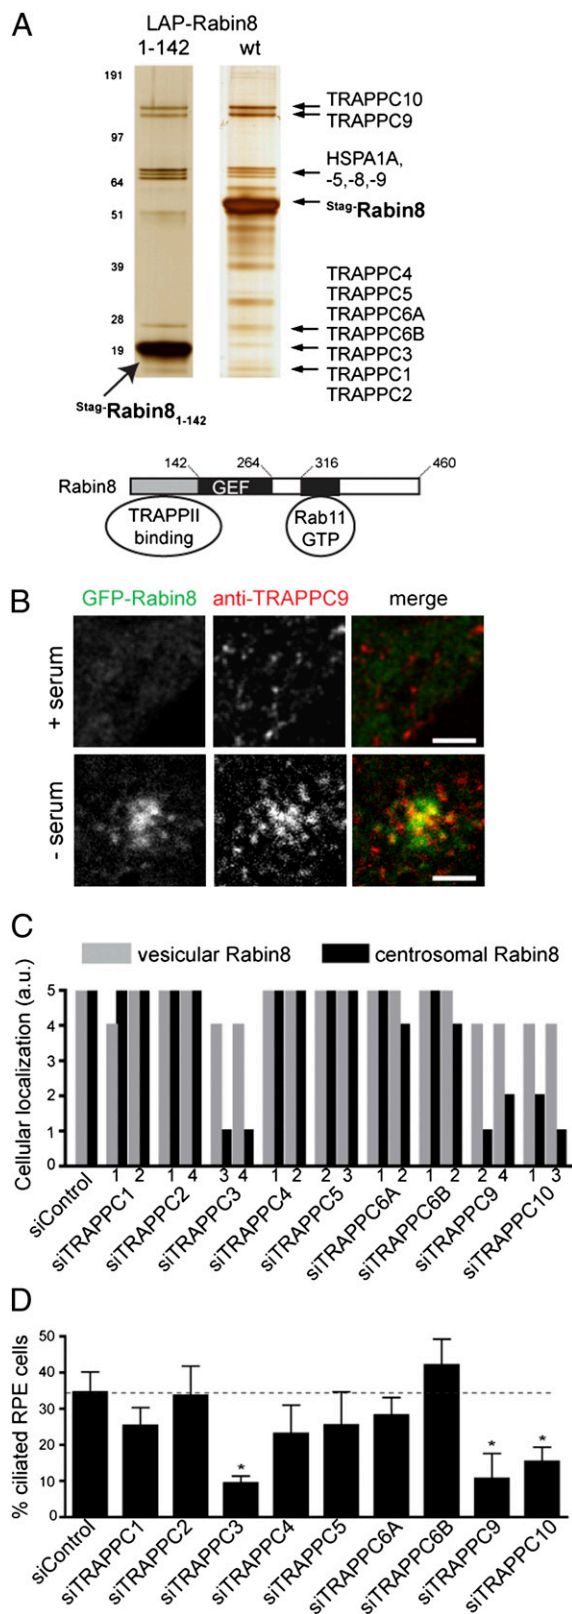 A
LAP-Rabin8
1-142 wt
191
97
64
51
39
28
19
TRAPPC10
TRAPPC9
HSPA1A,
-5,-8,-9
Stag-Rabin8
TRAPPC4
TRAPPC5
TRAPPC6A
TRAPPC6B
TRAPPC3
TRAPPC1
TRAPPC2
Stag-Rabin81-142
142 264 316 460
Rabin8 GEF
TRAPPII
binding
Rab11
GTP
B
GFP-Rabin8 anti-TRAPPC9 merge
+ serum
- serum
C
vesicular Rabin8 centrosomal Rabin8
Cellular localization (a.u.)
5
4
3
2
1
0
1 2 1 4 3 4 1 2 2 3 1 2 1 2 2 4 1 3
siControl
siTRAPPC1
siTRAPPC2
siTRAPPC3
siTRAPPC4
siTRAPPC5
siTRAPPC6A
siTRAPPC6B
siTRAPPC9
siTRAPPC10
D
% ciliated RPE cells
50
40
30
20
10
0
* * *
siControl
siTRAPPC1
siTRAPPC2
siTRAPPC3
siTRAPPC4
siTRAPPC5
siTRAPPC6A
siTRAPPC6B
siTRAPPC9
siTRAPPC10